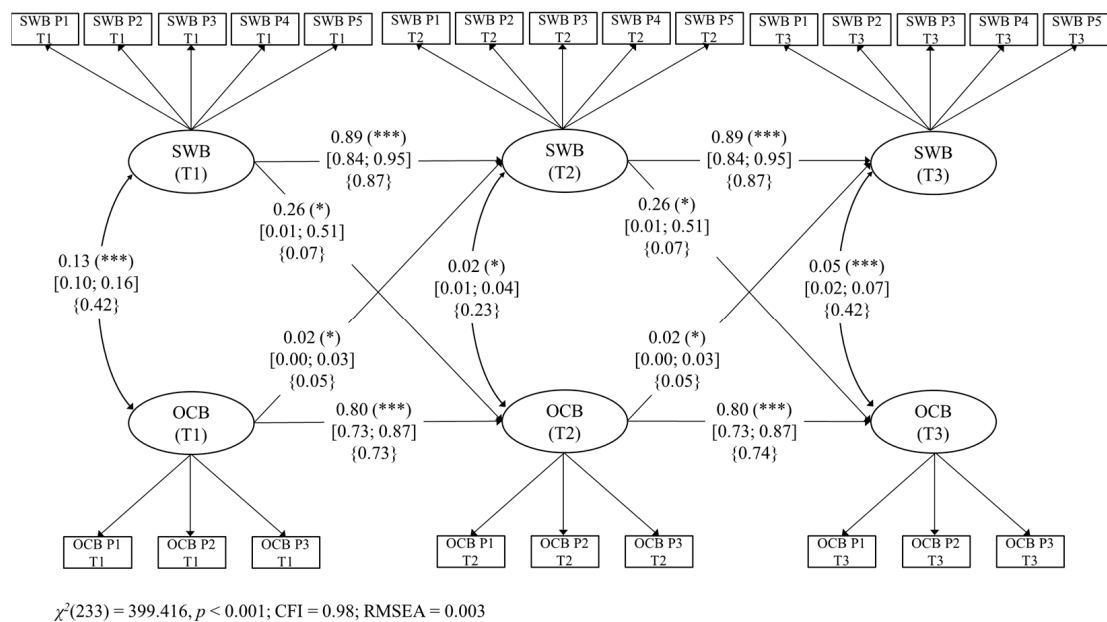 SWB P1
T1
SWB P2
T1
SWB P3
T1
SWB P4
T1
SWB P5
T1
SWB P1
T2
SWB P2
T2
SWB P3
T2
SWB P4
T2
SWB P5
T2
SWB P1
T3
SWB P2
T3
SWB P3
T3
SWB P4
T3
SWB P5
T3
SWB
(T1)
0.89 (***)
[0.84; 0.95]
{0.87}
SWB
(T2)
0.89 (***)
[0.84; 0.95]
{0.87}
SWB
(T3)
0.26 (*)
[0.01; 0.51]
{0.07}
0.26 (*)
[0.01; 0.51]
{0.07}
0.13 (***)
[0.10; 0.16]
{0.42}
0.02 (*)
[0.01; 0.04]
{0.23}
0.05 (***)
[0.02; 0.07]
{0.42}
0.02 (*)
[0.00; 0.03]
{0.05}
0.02 (*)
[0.00; 0.03]
{0.05}
OCB
(T1)
0.80 (***)
[0.73; 0.87]
{0.73}
OCB
(T2)
0.80 (***)
[0.73; 0.87]
{0.74}
OCB
(T3)
OCB P1
T1
OCB P2
T1
OCB P3
T1
OCB P1
T2
OCB P2
T2
OCB P3
T2
OCB P1
T3
OCB P2
T3
OCB P3
T3
χ²(233) = 399.416, p < 0.001; CFI = 0.98; RMSEA = 0.003